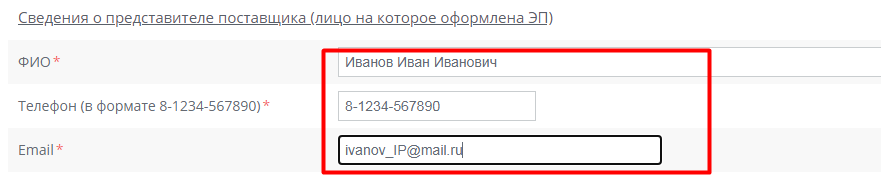 Сведения о представителе поставщика (лицо на которое оформлена ЭП)
ФИО* Иванов Иван Иванович
Телефон (в формате 8-1234-567890)* 8-1234-567890
Email* ivanov_IP@mail.ru